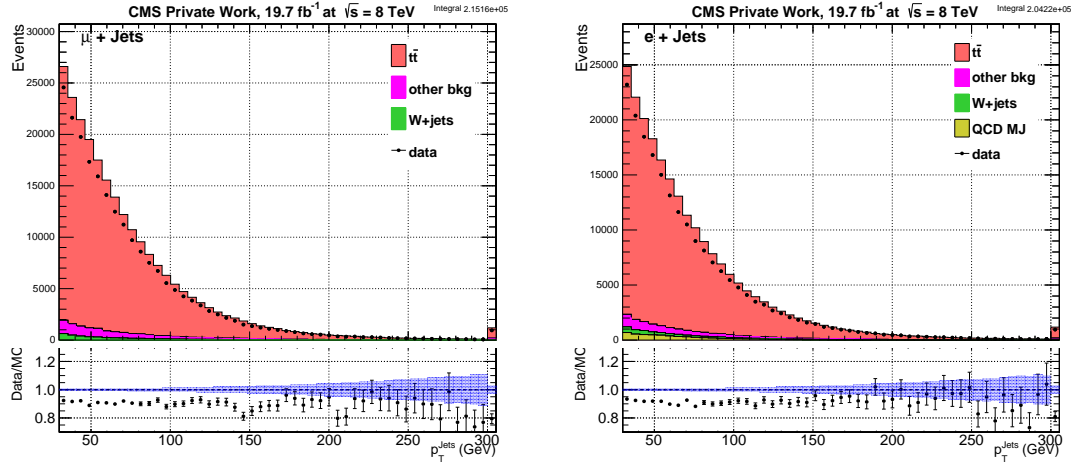 CMS Private Work, 19.7 fb⁻¹ at √s = 8 TeV
Integral 2.1516e+05
μ + Jets
Events
30000
25000
20000
15000
10000
5000
0
tt̄
other bkg
W+jets
data
Data/MC
1.2
1.0
0.8
50
100
150
200
250
300
p_T^Jets (GeV)
CMS Private Work, 19.7 fb⁻¹ at √s = 8 TeV
Integral 2.0422e+05
e + Jets
Events
25000
20000
15000
10000
5000
0
tt̄
other bkg
W+jets
QCD MJ
data
Data/MC
1.2
1.0
0.8
50
100
150
200
250
300
p_T^Jets (GeV)